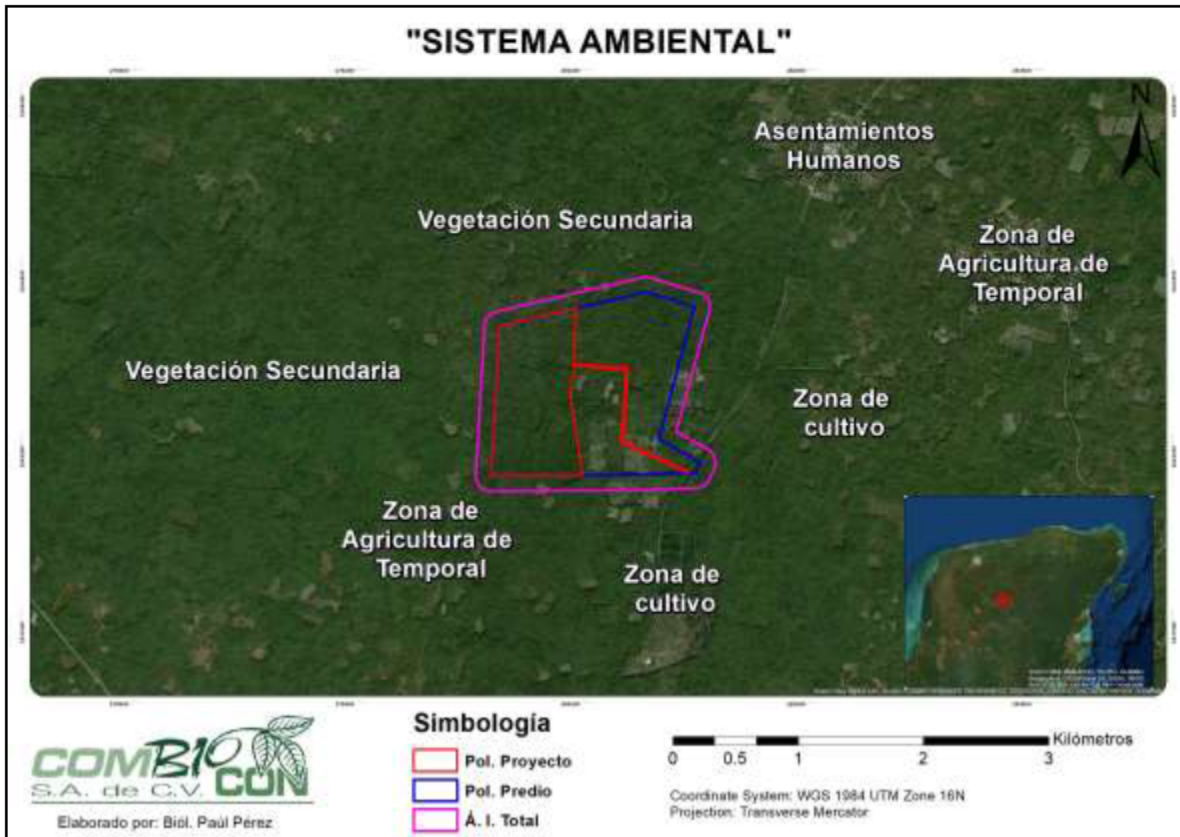 "SISTEMA AMBIENTAL"
N
Asentamientos
Humanos
Vegetación Secundaria
Zona de
Agricultura de
Temporal
Vegetación Secundaria
Zona de
cultivo
Zona de
Agricultura de
Temporal
Zona de
cultivo
COMBIOCON
S.A. de C.V.
Elaborado por: Biól. Paúl Pérez
Simbología
Pol. Proyecto
Pol. Predio
Á. I. Total
Kilómetros
0 0.5 1 2 3
Coordinate System: WGS 1984 UTM Zone 16N
Projection: Transverse Mercator